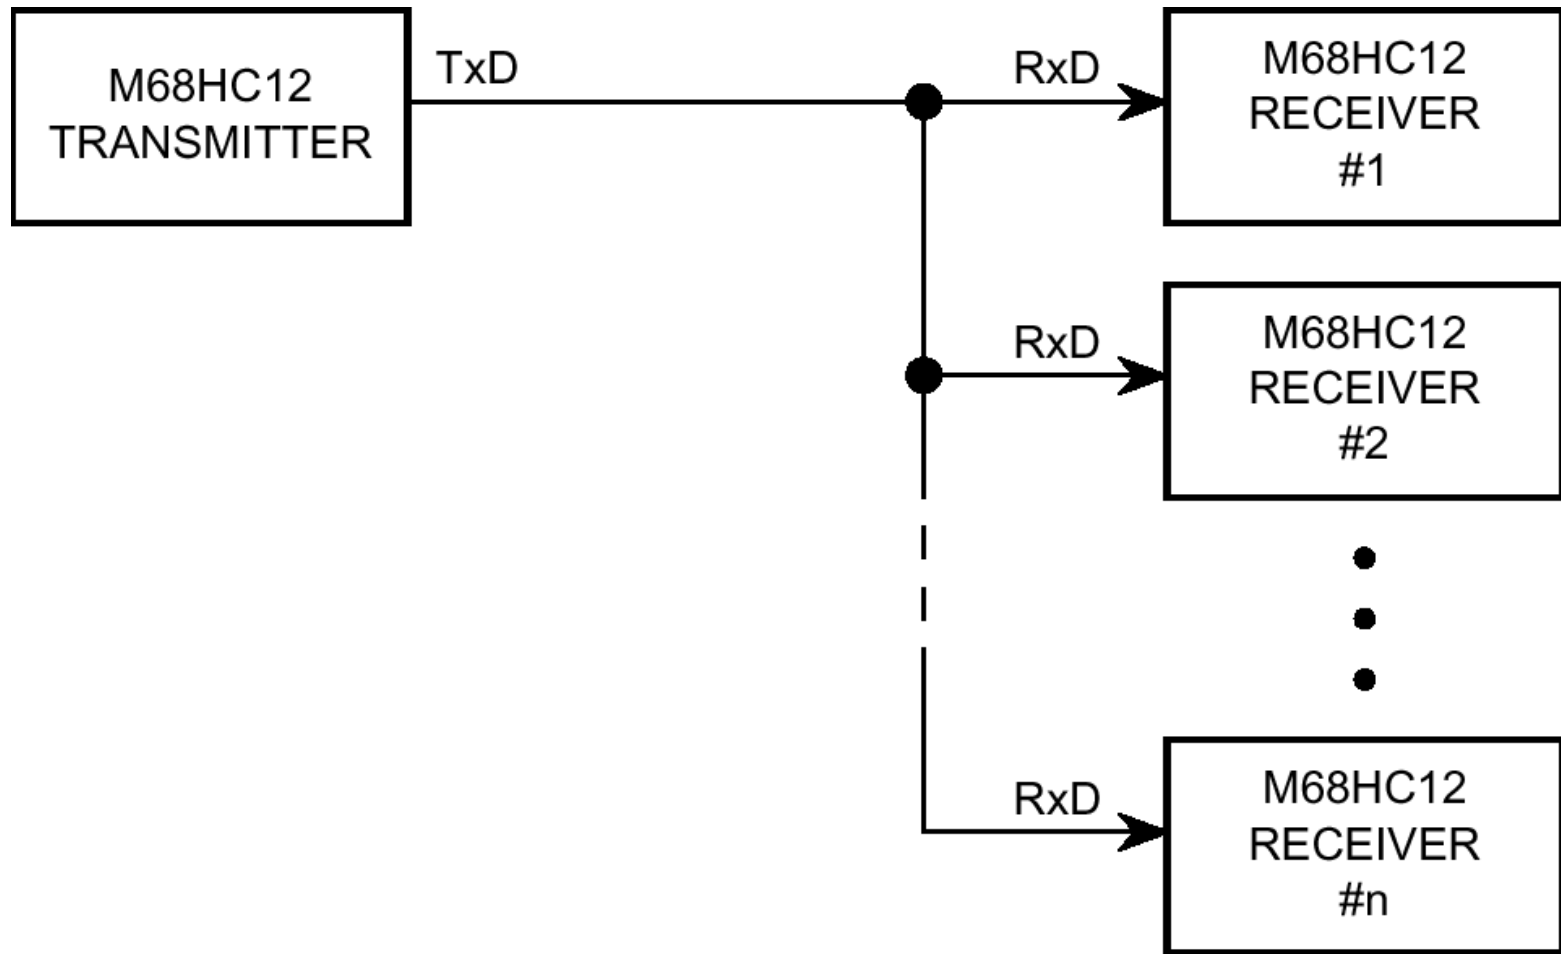 M68HC12
TRANSMITTER
TxD
RxD
M68HC12
RECEIVER
#1
RxD
M68HC12
RECEIVER
#2
RxD
M68HC12
RECEIVER
#n